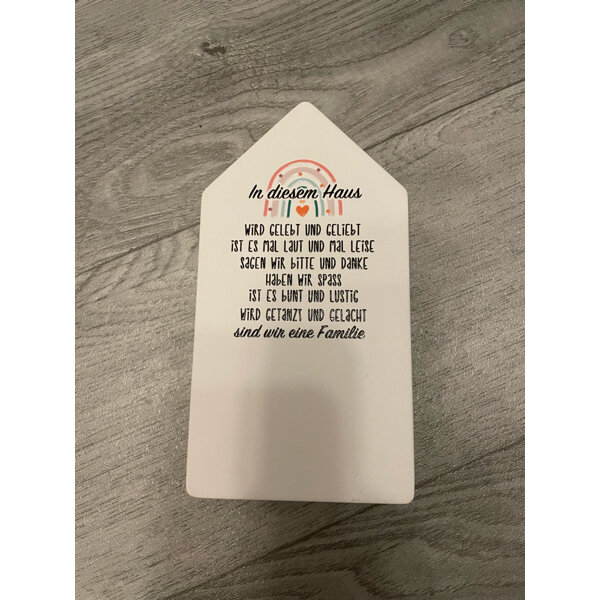 In diesem Haus
WIRD GELEBT UND GELIEBT
IST ES MAL LAUT UND MAL LEISE
SAGEN WIR BITTE UND DANKE
HABEN WIR SPASS
IST ES BUNT UND LUSTIG
WIRD GETANZT UND GELACHT
sind wir eine Familie